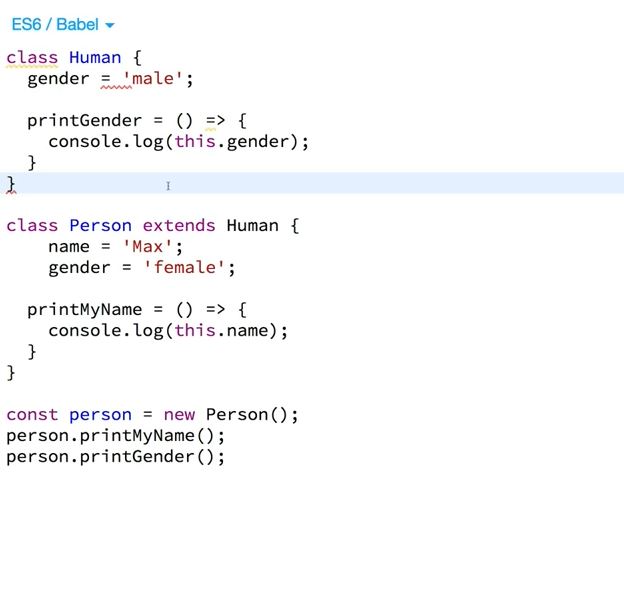 ES6 / Babel
class Human {
  gender = 'male';
  printGender = () => {
    console.log(this.gender);
  }
}
class Person extends Human {
    name = 'Max';
    gender = 'female';
  printMyName = () => {
    console.log(this.name);
  }
}
const person = new Person();
person.printMyName();
person.printGender();